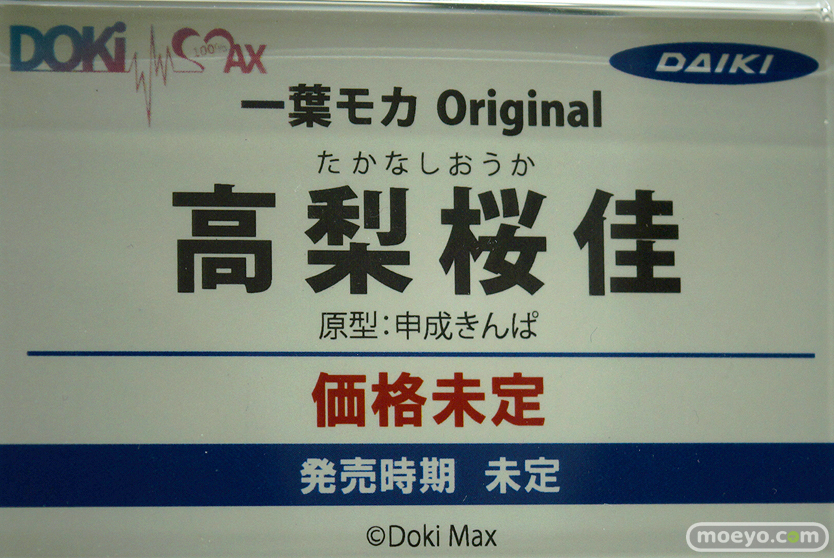 DOKi 100% MAX
DAIKI
一葉モカ Original
たかなしおうか
高梨桜佳
原型:申成きんぱ
価格未定
発売時期 未定
©Doki Max
moeyo.com